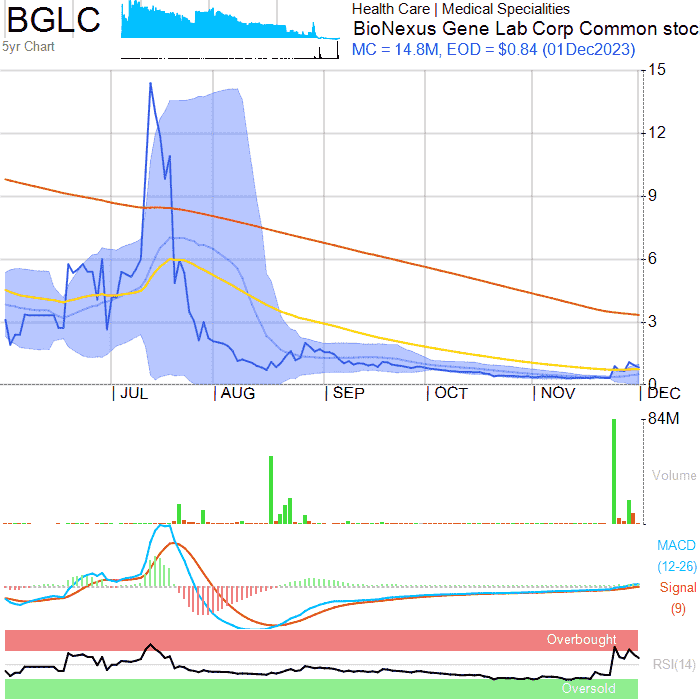 BGLC
5yr Chart
Health Care | Medical Specialities
BioNexus Gene Lab Corp Common stoc
MC = 14.8M, EOD = $0.84 (01Dec2023)
15
12
9
6
3
0
JUL
AUG
SEP
OCT
NOV
DEC
84M
Volume
MACD
(12-26)
Signal
(9)
Overbought
RSI(14)
Oversold